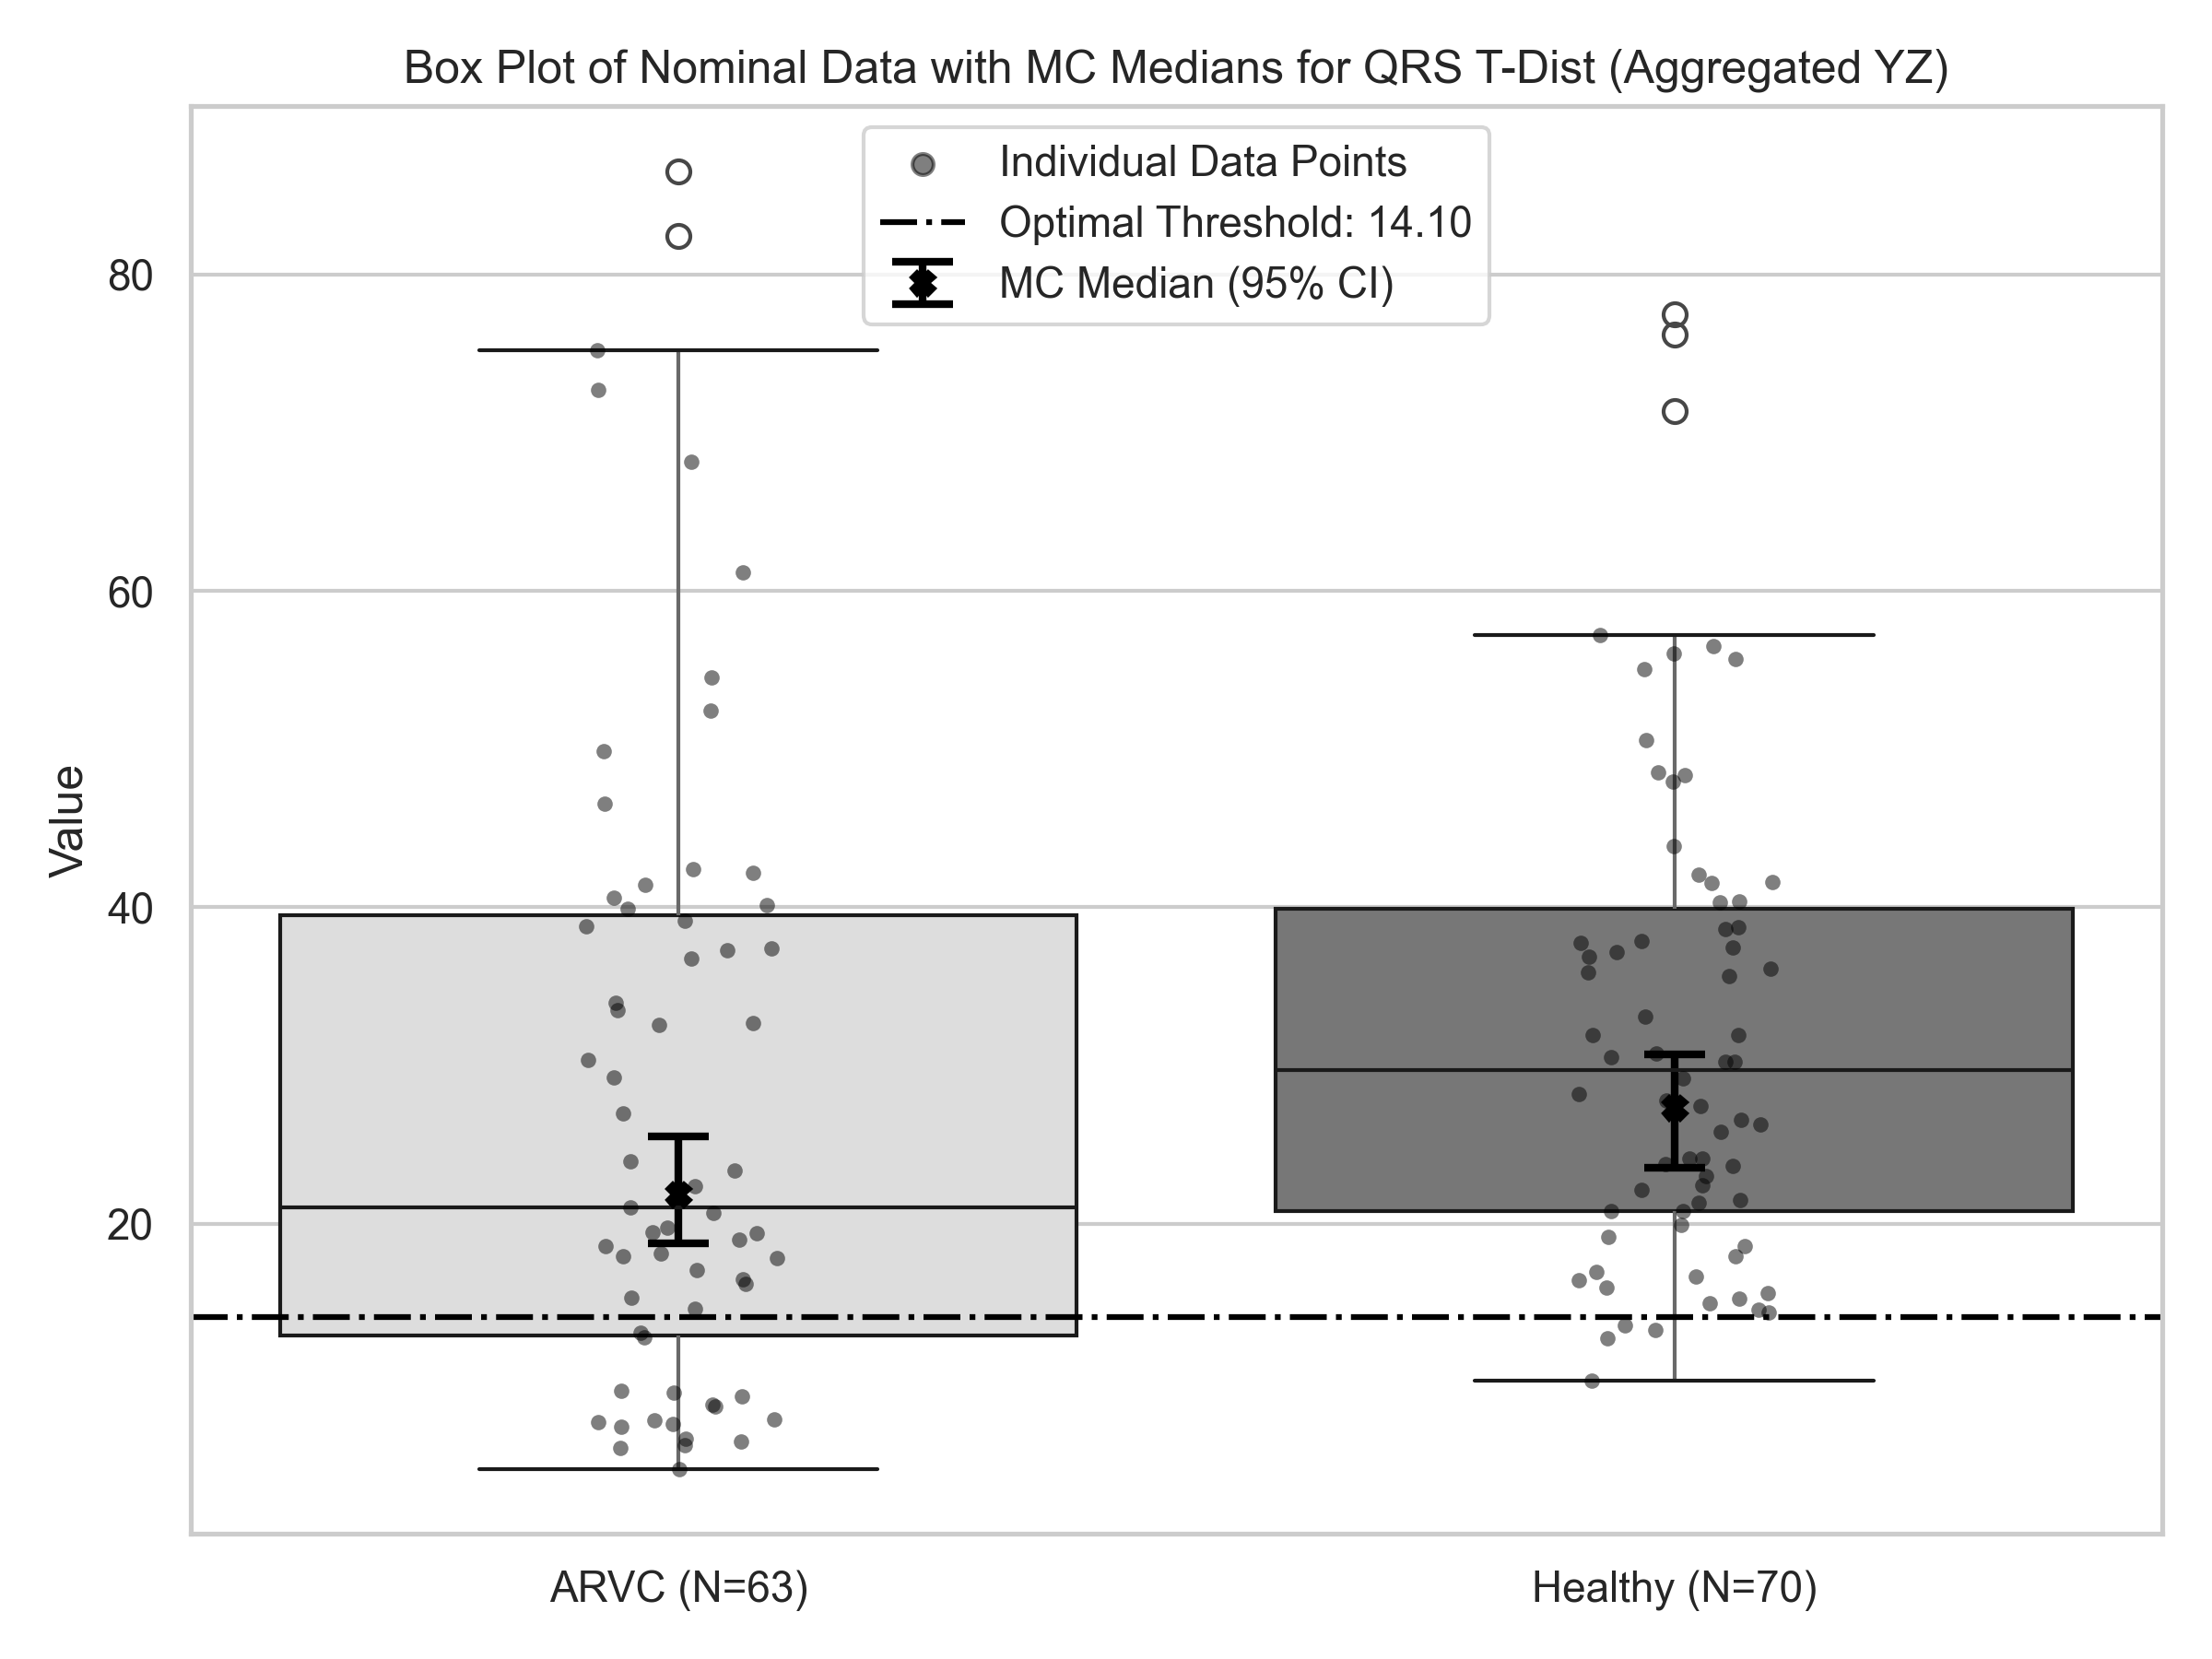 Box Plot of Nominal Data with MC Medians for QRS T-Dist (Aggregated YZ)
Individual Data Points
Optimal Threshold: 14.10
MC Median (95% CI)
80
60
40
20
Value
ARVC (N=63)
Healthy (N=70)